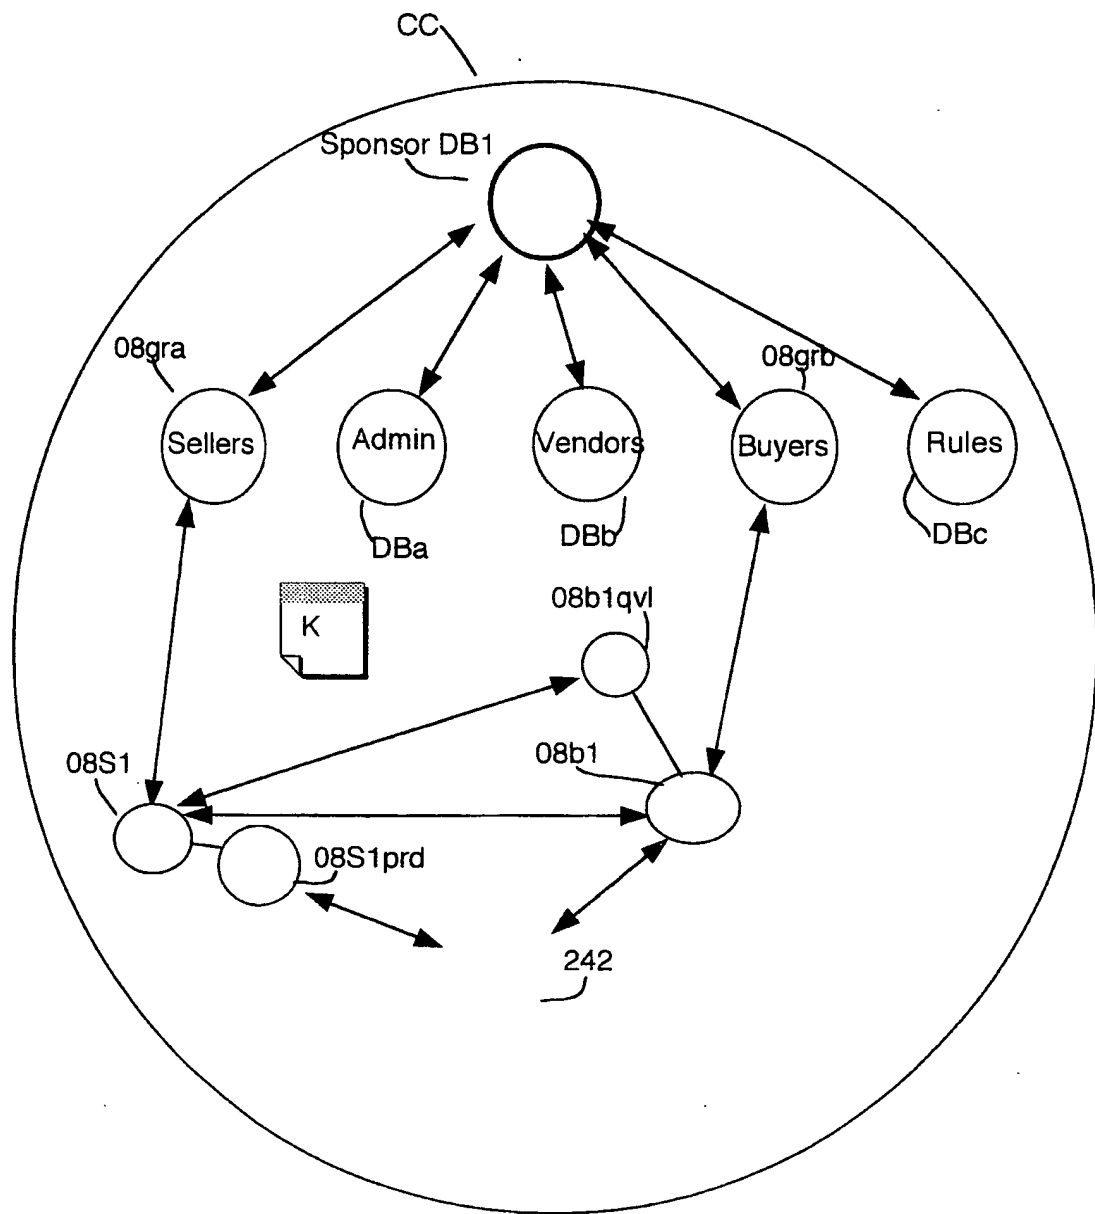 CC
Sponsor DB1
08gra
08grb
Sellers
Admin
Vendors
Buyers
Rules
DBa
DBb
DBc
K
08b1qvl
08S1
08b1
08S1prd
242